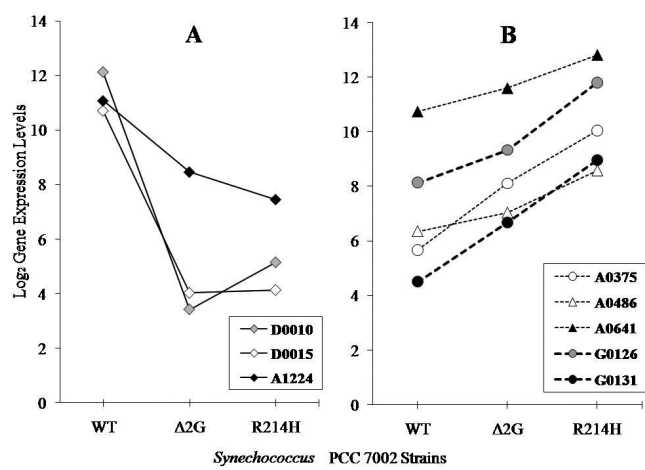 A
B
Log₂ Gene Expression Levels
14
12
10
8
6
4
2
0
WT Δ2G R214H
D0010
D0015
A1224
14
12
10
8
6
4
2
0
WT Δ2G R214H
A0375
A0486
A0641
G0126
G0131
Synechococcus PCC 7002 Strains